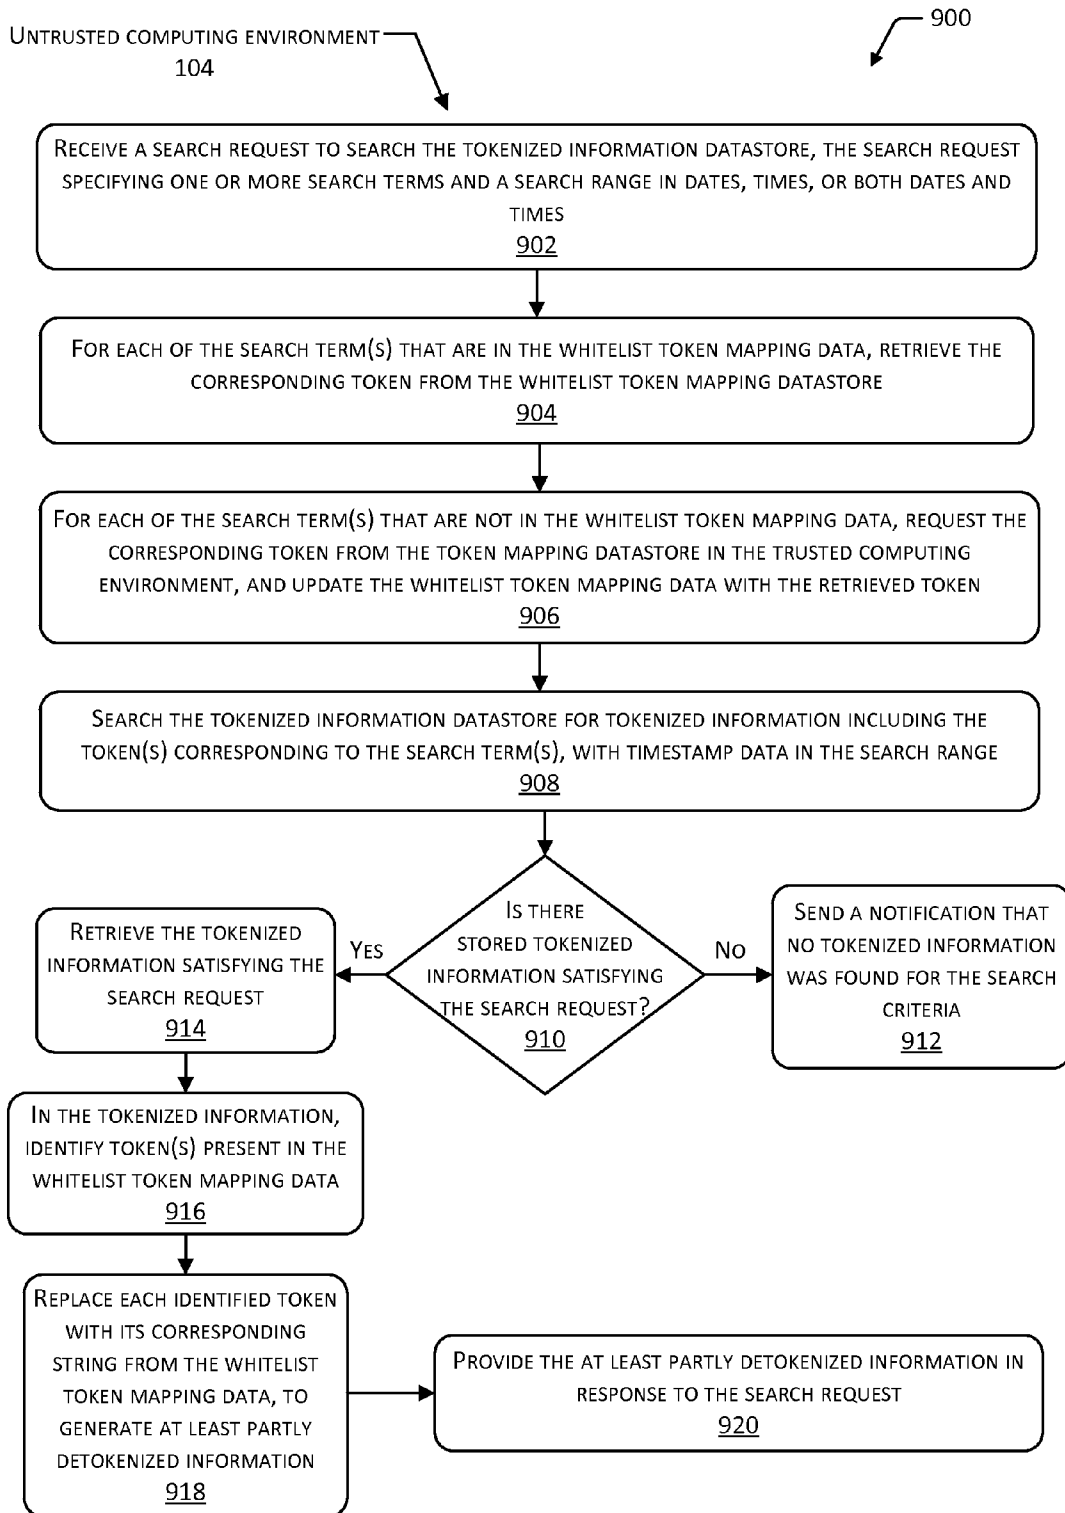 900
UNTRUSTED COMPUTING ENVIRONMENT
104
RECEIVE A SEARCH REQUEST TO SEARCH THE TOKENIZED INFORMATION DATASTORE, THE SEARCH REQUEST
SPECIFYING ONE OR MORE SEARCH TERMS AND A SEARCH RANGE IN DATES, TIMES, OR BOTH DATES AND
TIMES
902
FOR EACH OF THE SEARCH TERM(S) THAT ARE IN THE WHITELIST TOKEN MAPPING DATA, RETRIEVE THE
CORRESPONDING TOKEN FROM THE WHITELIST TOKEN MAPPING DATASTORE
904
FOR EACH OF THE SEARCH TERM(S) THAT ARE NOT IN THE WHITELIST TOKEN MAPPING DATA, REQUEST THE
CORRESPONDING TOKEN FROM THE TOKEN MAPPING DATASTORE IN THE TRUSTED COMPUTING
ENVIRONMENT, AND UPDATE THE WHITELIST TOKEN MAPPING DATA WITH THE RETRIEVED TOKEN
906
SEARCH THE TOKENIZED INFORMATION DATASTORE FOR TOKENIZED INFORMATION INCLUDING THE
TOKEN(S) CORRESPONDING TO THE SEARCH TERM(S), WITH TIMESTAMP DATA IN THE SEARCH RANGE
908
IS THERE
STORED TOKENIZED
INFORMATION SATISFYING
THE SEARCH REQUEST?
910
NO
SEND A NOTIFICATION THAT
NO TOKENIZED INFORMATION
WAS FOUND FOR THE SEARCH
CRITERIA
912
YES
RETRIEVE THE TOKENIZED
INFORMATION SATISFYING THE
SEARCH REQUEST
914
IN THE TOKENIZED INFORMATION,
IDENTIFY TOKEN(S) PRESENT IN THE
WHITELIST TOKEN MAPPING DATA
916
REPLACE EACH IDENTIFIED TOKEN
WITH ITS CORRESPONDING
STRING FROM THE WHITELIST
TOKEN MAPPING DATA, TO
GENERATE AT LEAST PARTLY
DETOKENIZED INFORMATION
918
PROVIDE THE AT LEAST PARTLY DETOKENIZED INFORMATION IN
RESPONSE TO THE SEARCH REQUEST
920